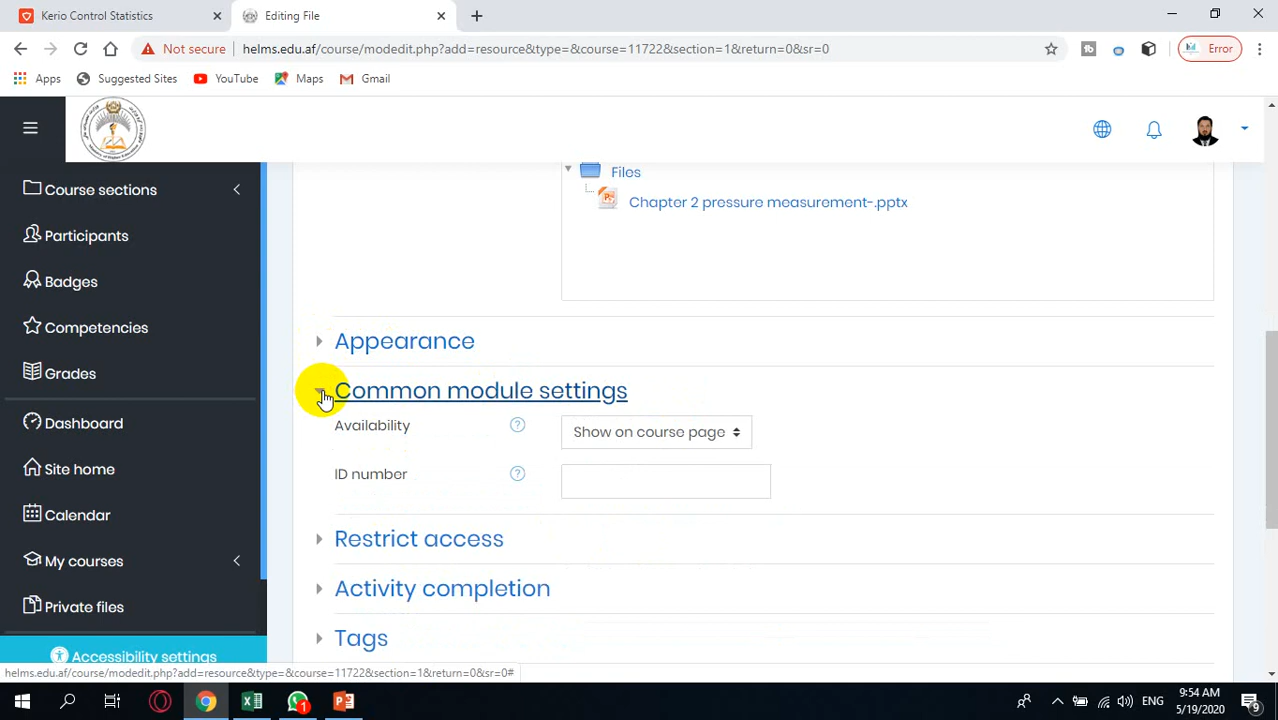 Kerio Control Statistics
Editing File
Not secure
helms.edu.af/course/modedit.php?add=resource&type=&course=11722&section=1&return=0&sr=0
Error
Apps
Suggested Sites
YouTube
Maps
Gmail
Course sections
Participants
Badges
Competencies
Grades
Dashboard
Site home
Calendar
My courses
Private files
Accessibility settings
Files
Chapter 2 pressure measurement-.pptx
Appearance
Common module settings
Availability
Show on course page
ID number
Restrict access
Activity completion
Tags
helms.edu.af/course/modedit.php?add=resource&type=&course=11722&section=1&return=0&sr=0#
1
ENG
9:54 AM
5/19/2020
9